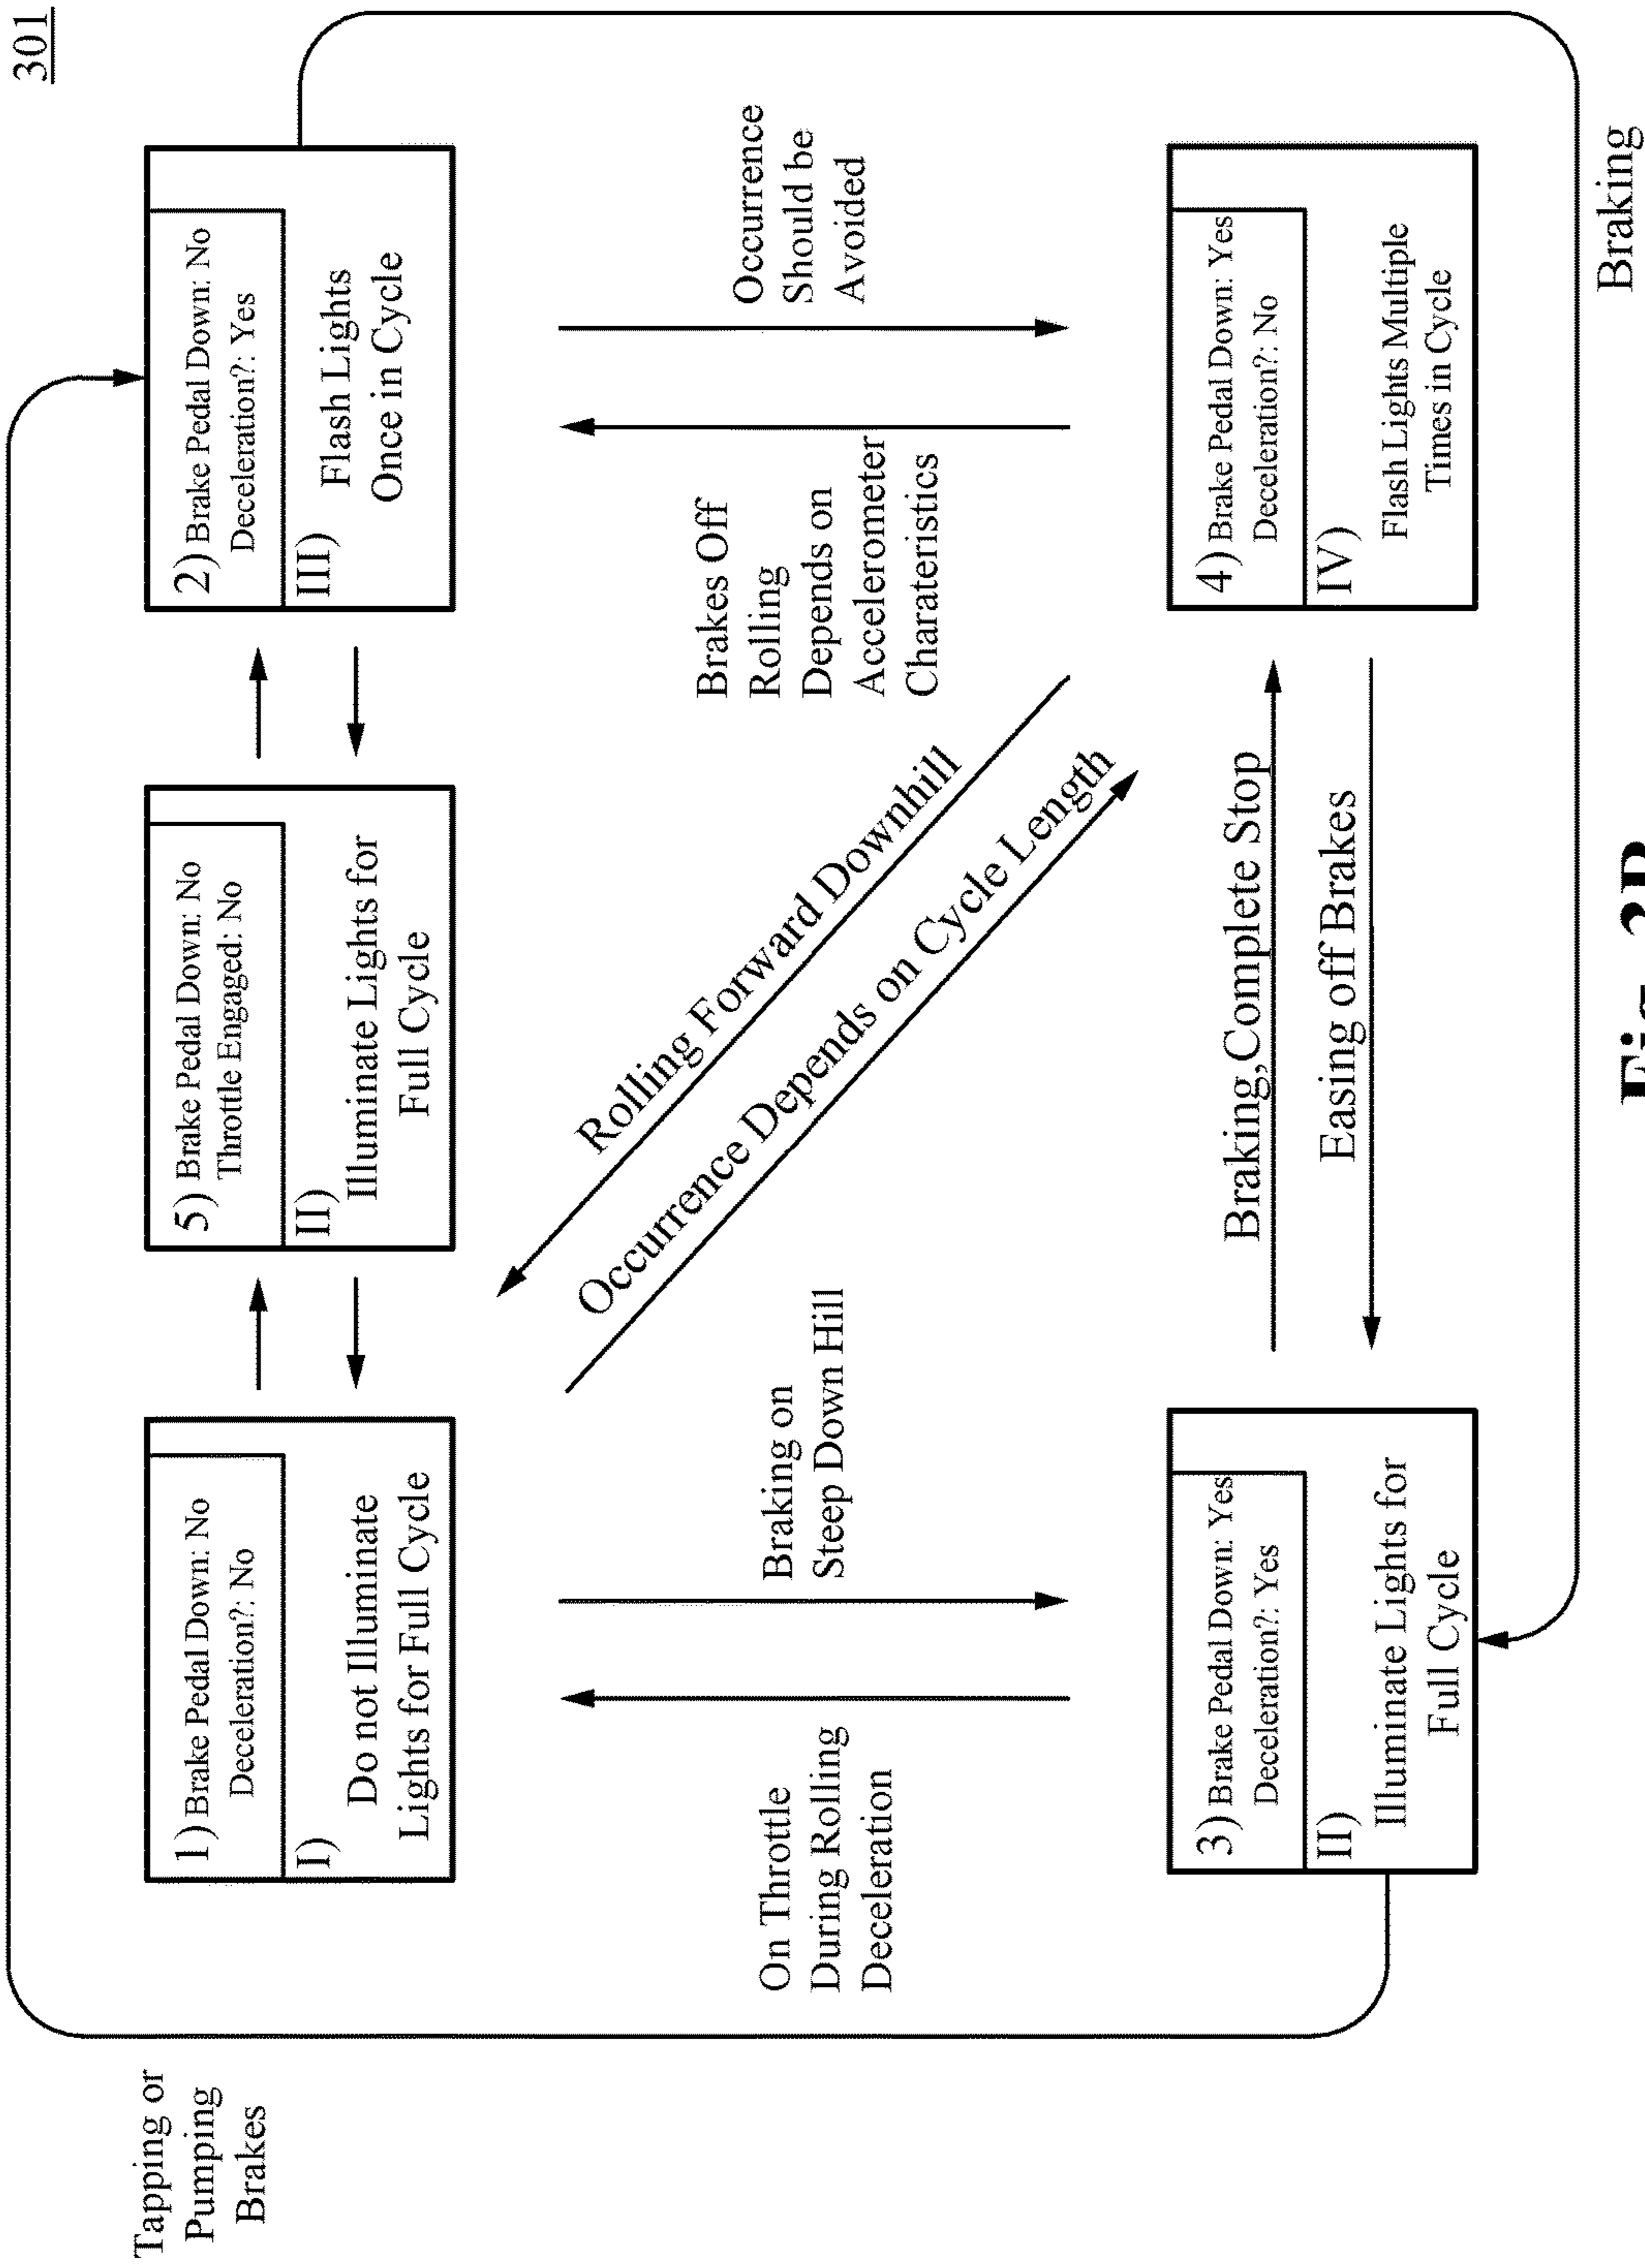 301
Tapping or
Pumping
Brakes
1) Brake Pedal Down: No
Deceleration?: No
I)
Do not Illuminate
Lights for Full Cycle
5) Brake Pedal Down: No
Throttle Engaged: No
II)
Illuminate Lights for
Full Cycle
2) Brake Pedal Down: No
Deceleration?: Yes
III)
Flash Lights
Once in Cycle
On Throttle
During Rolling
Deceleration
Braking on
Steep Down Hill
Rolling Forward Downhill
Occurrence Depends on Cycle Length
Brakes Off
Rolling
Depends on
Accelerometer
Charateristics
Occurrence
Should be
Avoided
3) Brake Pedal Down: Yes
Deceleration?: Yes
II)
Illuminate Lights for
Full Cycle
Braking,Complete Stop
Easing off Brakes
4) Brake Pedal Down: Yes
Deceleration?: No
IV)
Flash Lights Multiple
Times in Cycle
Braking